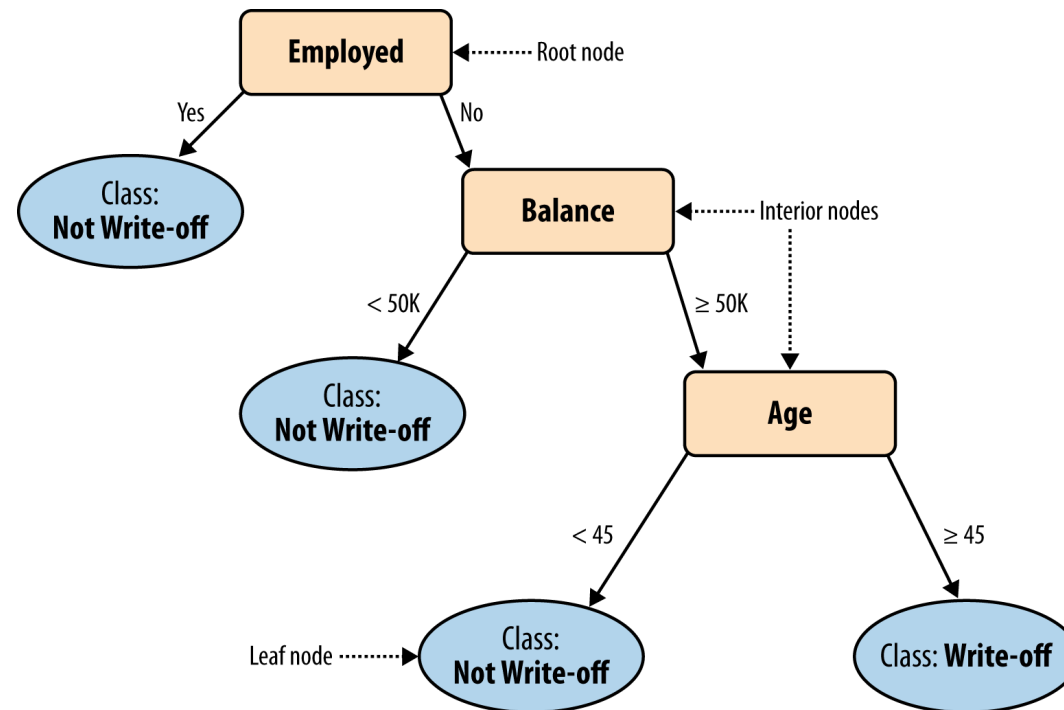 Employed
Root node
Yes
No
Class:
Not Write-off
Balance
Interior nodes
< 50K
≥ 50K
Class:
Not Write-off
Age
< 45
≥ 45
Leaf node
Class:
Not Write-off
Class: Write-off